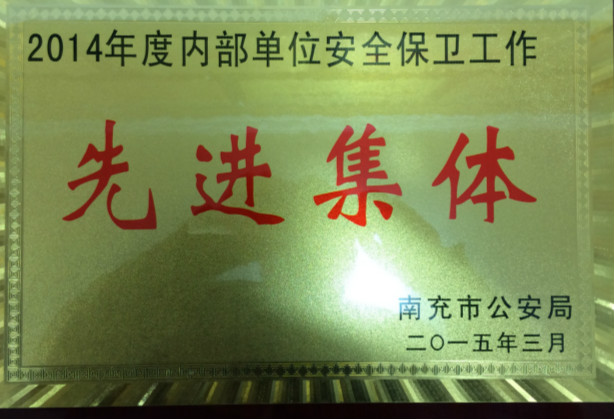 2014年度内部单位安全保卫工作
先进集体
南充市公安局
二〇一五年三月